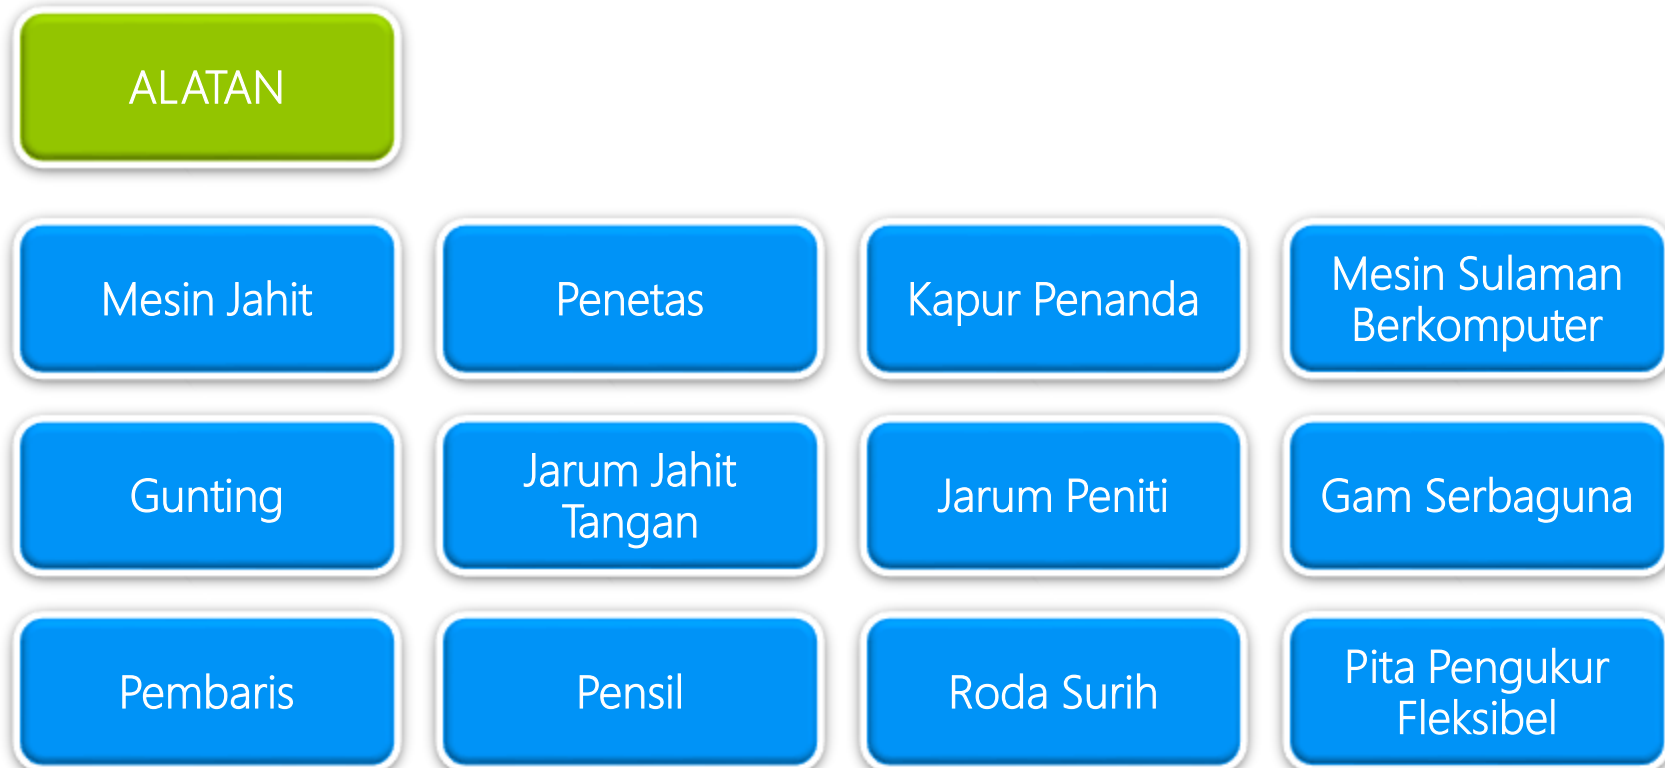 ALATAN
Mesin Jahit
Penetas
Kapur Penanda
Mesin Sulaman
Berkomputer
Gunting
Jarum Jahit
Tangan
Jarum Peniti
Gam Serbaguna
Pembaris
Pensil
Roda Surih
Pita Pengukur
Fleksibel